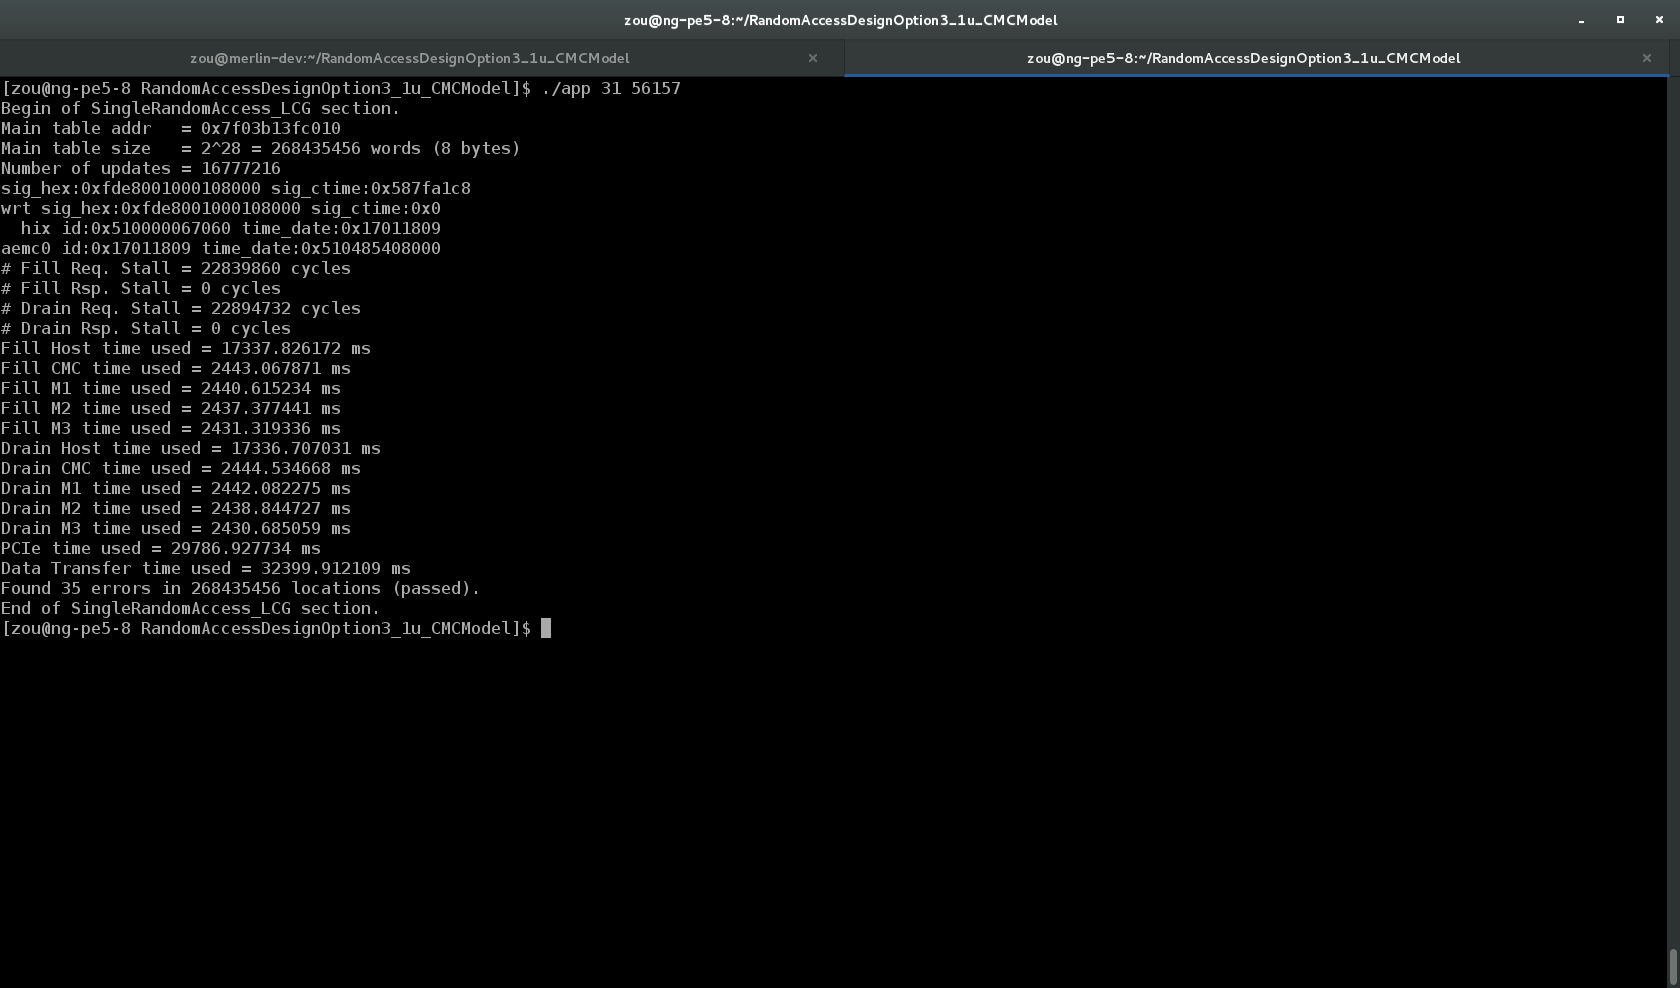 zou@ng-pe5-8:~/RandomAccessDesignOption3_1u_CMCModel
zou@merlin-dev:~/RandomAccessDesignOption3_1u_CMCModel
zou@ng-pe5-8:~/RandomAccessDesignOption3_1u_CMCModel
[zou@ng-pe5-8 RandomAccessDesignOption3_1u_CMCModel]$ ./app 31 56157
Begin of SingleRandomAccess_LCG section.
Main table addr   = 0x7f03b13fc010
Main table size   = 2^28 = 268435456 words (8 bytes)
Number of updates = 16777216
sig_hex:0xfde8001000108000 sig_ctime:0x587fa1c8
wrt sig_hex:0xfde8001000108000 sig_ctime:0x0
  hix id:0x510000067060 time_date:0x17011809
aemc0 id:0x17011809 time_date:0x510485408000
# Fill Req. Stall = 22839860 cycles
# Fill Rsp. Stall = 0 cycles
# Drain Req. Stall = 22894732 cycles
# Drain Rsp. Stall = 0 cycles
Fill Host time used = 17337.826172 ms
Fill CMC time used = 2443.067871 ms
Fill M1 time used = 2440.615234 ms
Fill M2 time used = 2437.377441 ms
Fill M3 time used = 2431.319336 ms
Drain Host time used = 17336.707031 ms
Drain CMC time used = 2444.534668 ms
Drain M1 time used = 2442.082275 ms
Drain M2 time used = 2438.844727 ms
Drain M3 time used = 2430.685059 ms
PCIe time used = 29786.927734 ms
Data Transfer time used = 32399.912109 ms
Found 35 errors in 268435456 locations (passed).
End of SingleRandomAccess_LCG section.
[zou@ng-pe5-8 RandomAccessDesignOption3_1u_CMCModel]$